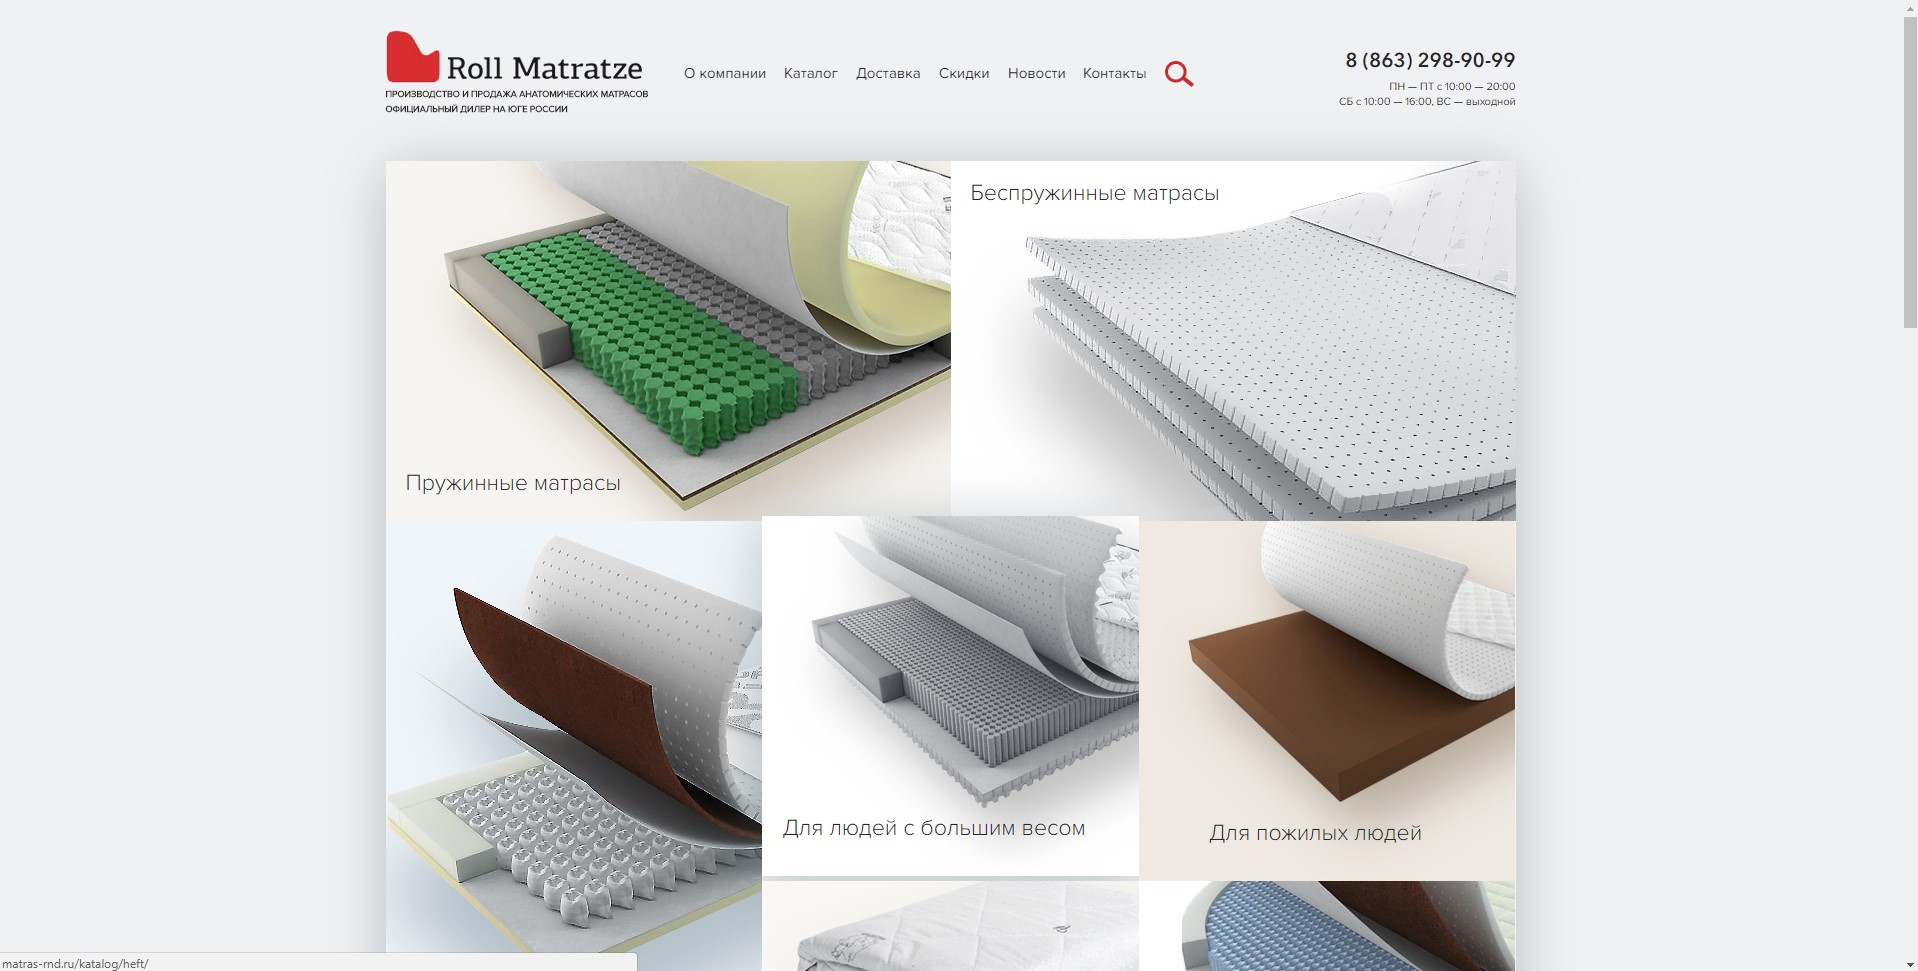 Roll Matratze
ПРОИЗВОДСТВО И ПРОДАЖА АНАТОМИЧЕСКИХ МАТРАСОВ
ОФИЦИАЛЬНЫЙ ДИЛЕР НА ЮГЕ РОССИИ
О компании Каталог Доставка Скидки Новости Контакты
8 (863) 298-90-99
ПН — ПТ с 10:00 — 20:00
СБ с 10:00 — 16:00, ВС — выходной
Беспружинные матрасы
Пружинные матрасы
Для людей с большим весом
Для пожилых людей
matras-rnd.ru/katalog/heft/